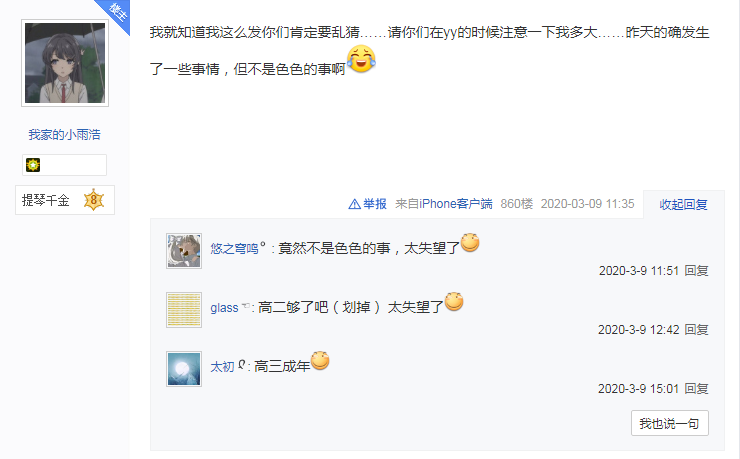 楼主
我就知道我这么发你们肯定要乱猜……请你们在yy的时候注意一下我多大……昨天的确发生
了一些事情，但不是色色的事啊
我家的小雨浩
提琴千金 8
举报 来自iPhone客户端 860楼 2020-03-09 11:35 收起回复
悠之穹鸣°：竟然不是色色的事，太失望了
2020-3-9 11:51 回复
glass☜：高二够了吧（划掉） 太失望了
2020-3-9 12:42 回复
太初：高三成年
2020-3-9 15:01 回复
我也说一句